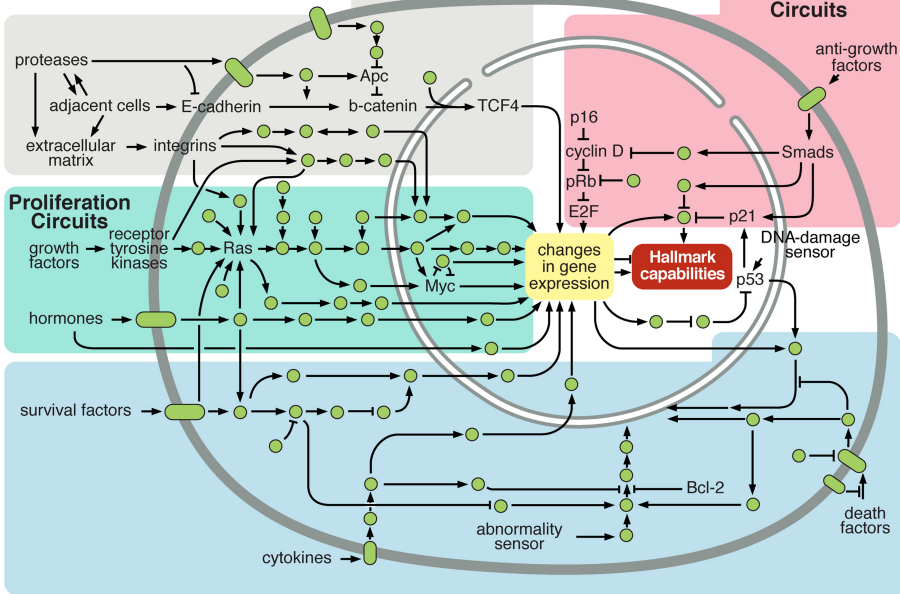 Circuits
anti-growth
factors
proteases
Apc
adjacent cells
E-cadherin
b-catenin
TCF4
extracellular
matrix
integrins
p16
cyclin D
pRb
E2F
Smads
p21
DNA-damage
sensor
p53
Proliferation
Circuits
growth
factors
receptor
tyrosine
kinases
Ras
Myc
changes
in gene
expression
Hallmark
capabilities
hormones
survival factors
Bcl-2
abnormality
sensor
cytokines
death
factors